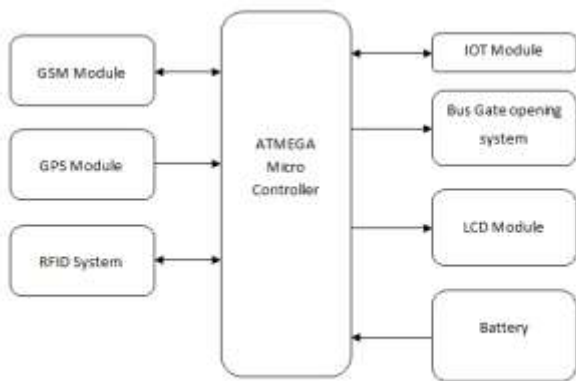 GSM Module
GPS Module
RFID System
ATMEGA
Micro
Controller
IOT Module
Bus Gate opening
system
LCD Module
Battery